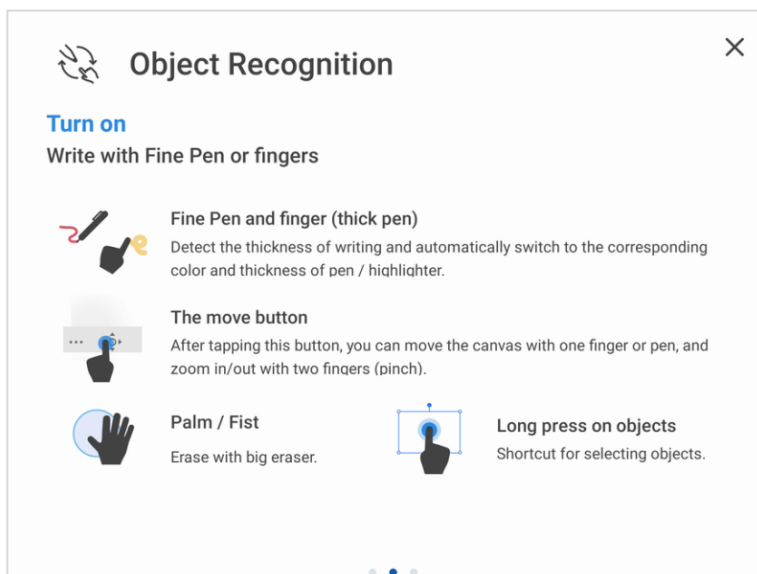 Object Recognition
Turn on
Write with Fine Pen or fingers
Fine Pen and finger (thick pen)
Detect the thickness of writing and automatically switch to the corresponding
color and thickness of pen / highlighter.
The move button
After tapping this button, you can move the canvas with one finger or pen, and
zoom in/out with two fingers (pinch).
Palm / Fist
Erase with big eraser.
Long press on objects
Shortcut for selecting objects.